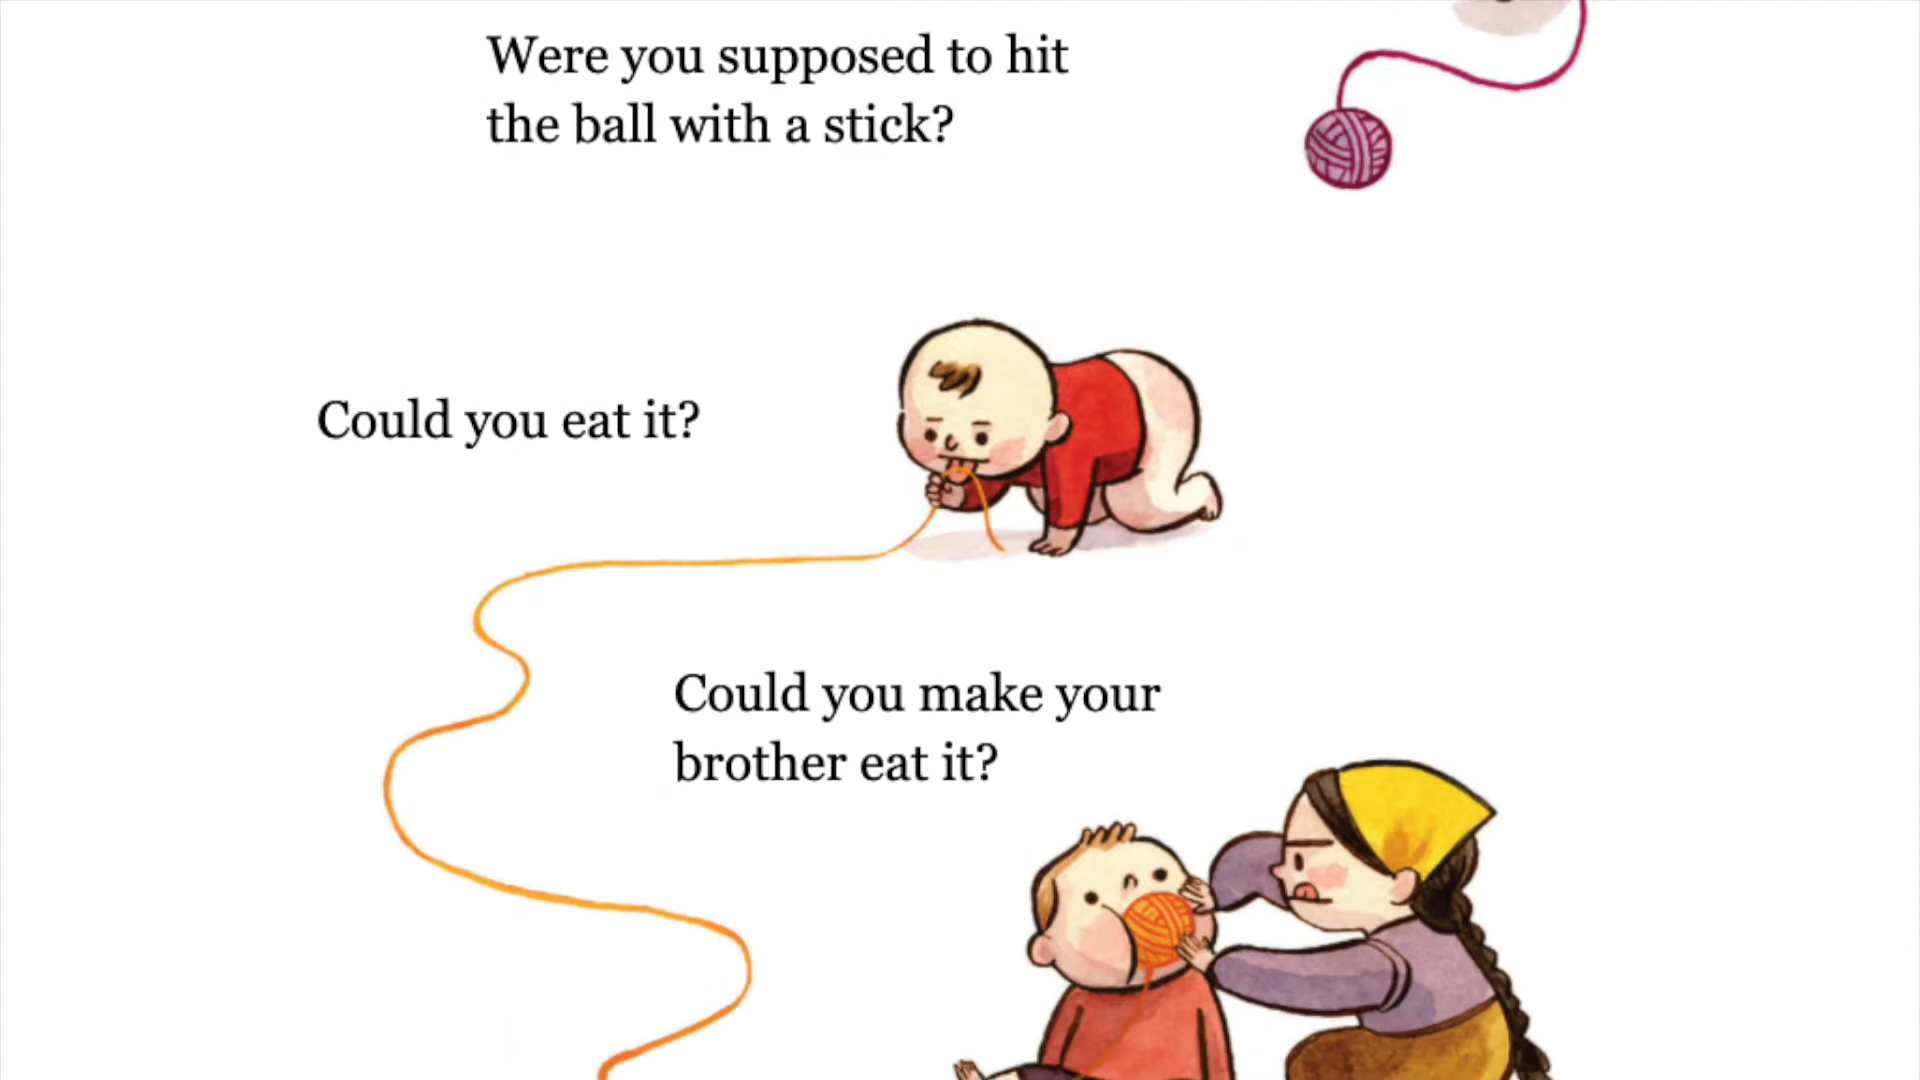 Were you supposed to hit
the ball with a stick?
Could you eat it?
Could you make your
brother eat it?